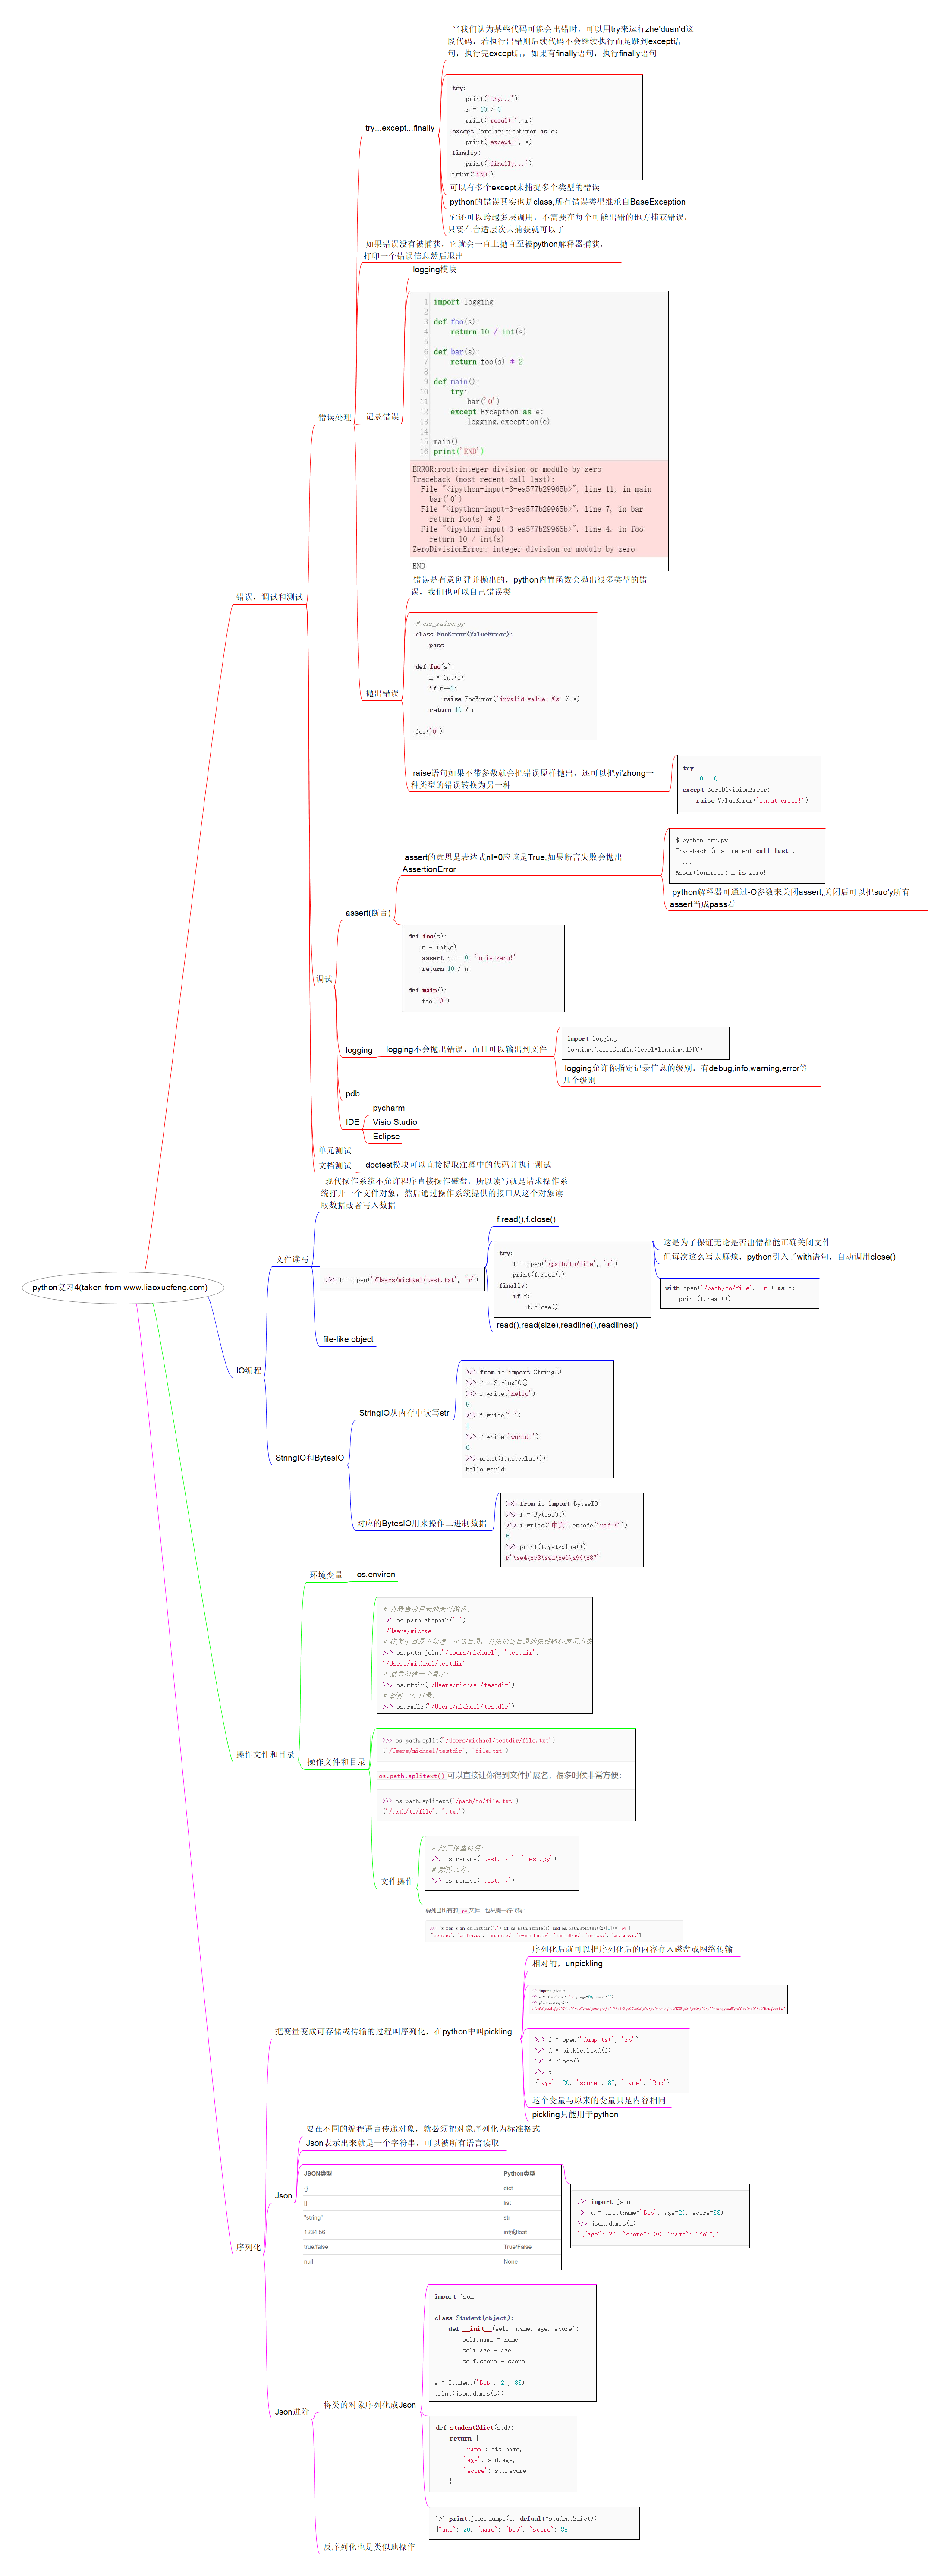 当我们认为某些代码可能会出错时，可以用try来运行zhe'duan'd这
段代码，若执行出错则后续代码不会继续执行而是跳到except语
句，执行完except后，如果有finally语句，执行finally语句
try:
print('try...')
r = 10 / 0
print('result:', r)
except ZeroDivisionError as e:
print('except:', e)
finally:
print('finally...')
print('END')
try...except...finally
可以有多个except来捕捉多个类型的错误
python的错误其实也是class,所有错误类型继承自BaseException
它还可以跨越多层调用，不需要在每个可能出错的地方捕获错误，
只要在合适层次去捕获就可以了
如果错误没有被捕获，它就会一直上抛直至被python解释器捕获，
打印一个错误信息然后退出
logging模块
1 import logging
2
3 def foo(s):
4 return 10 / int(s)
5
6 def bar(s):
7 return foo(s) * 2
8
9 def main():
10 try:
11 bar('0')
12 except Exception as e:
13 logging.exception(e)
14
15 main()
16 print('END')
ERROR:root:integer division or modulo by zero
Traceback (most recent call last):
File "<ipython-input-3-ea577b29965b>", line 11, in main
bar('0')
File "<ipython-input-3-ea577b29965b>", line 7, in bar
return foo(s) * 2
File "<ipython-input-3-ea577b29965b>", line 4, in foo
return 10 / int(s)
ZeroDivisionError: integer division or modulo by zero
END
错误处理
记录错误
错误是有意创建并抛出的，python内置函数会抛出很多类型的错
误，我们也可以自己错误类
# err_raise.py
class FooError(ValueError):
pass
def foo(s):
n = int(s)
if n==0:
raise FooError('invalid value: %s' % s)
return 10 / n
foo('0')
抛出错误
raise语句如果不带参数就会把错误原样抛出，还可以把yi'zhong一
种类型的错误转换为另一种
try:
10 / 0
except ZeroDivisionError:
raise ValueError('input error!')
错误，调试和测试
assert的意思是表达式n!=0应该是True,如果断言失败会抛出
AssertionError
$ python err.py
Traceback (most recent call last):
...
AssertionError: n is zero!
python解释器可通过-O参数来关闭assert,关闭后可以把suo'y所有
assert当成pass看
assert(断言)
def foo(s):
n = int(s)
assert n != 0, 'n is zero!'
return 10 / n
def main():
foo('0')
调试
logging
logging不会抛出错误，而且可以输出到文件
import logging
logging.basicConfig(level=logging.INFO)
logging允许你指定记录信息的级别，有debug,info,warning,error等
几个级别
pdb
IDE
pycharm
Visio Studio
Eclipse
单元测试
文档测试
doctest模块可以直接提取注释中的代码并执行测试
现代操作系统不允许程序直接操作磁盘，所以读写就是请求操作系
统打开一个文件对象，然后通过操作系统提供的接口从这个对象读
取数据或者写入数据
文件读写
>>> f = open('/Users/michael/test.txt', 'r')
f.read(),f.close()
try:
f = open('/path/to/file', 'r')
print(f.read())
finally:
if f:
f.close()
这是为了保证无论是否出错都能正确关闭文件
但每次这么写太麻烦，python引入了with语句，自动调用close()
with open('/path/to/file', 'r') as f:
print(f.read())
read(),read(size),readline(),readlines()
file-like object
python复习4(taken from www.liaoxuefeng.com)
IO编程
StringIO和BytesIO
StringIO从内存中读写str
>>> from io import StringIO
>>> f = StringIO()
>>> f.write('hello')
5
>>> f.write(' ')
1
>>> f.write('world!')
6
>>> print(f.getvalue())
hello world!
对应的BytesIO用来操作二进制数据
>>> from io import BytesIO
>>> f = BytesIO()
>>> f.write('中文'.encode('utf-8'))
6
>>> print(f.getvalue())
b'\xe4\xb8\xad\xe6\x96\x87'
环境变量
os.environ
# 查看当前目录的绝对路径:
>>> os.path.abspath('.')
'/Users/michael'
# 在某个目录下创建一个新目录，首先把新目录的完整路径表示出来
>>> os.path.join('/Users/michael', 'testdir')
'/Users/michael/testdir'
# 然后创建一个目录:
>>> os.mkdir('/Users/michael/testdir')
# 删掉一个目录:
>>> os.rmdir('/Users/michael/testdir')
操作文件和目录
操作文件和目录
>>> os.path.split('/Users/michael/testdir/file.txt')
('/Users/michael/testdir', 'file.txt')
os.path.splitext() 可以直接让你得到文件扩展名，很多时候非常方便：
>>> os.path.splitext('/path/to/file.txt')
('/path/to/file', '.txt')
文件操作
# 对文件重命名:
>>> os.rename('test.txt', 'test.py')
# 删掉文件:
>>> os.remove('test.py')
要列出所有的 .py 文件，也只需一行代码：
>>> [x for x in os.listdir('.') if os.path.isfile(x) and os.path.splitext(x)[1]=='.py']
序列化后就可以把序列化后的内容存入磁盘或网络传输
相对的，unpickling
>>> import pickle
>>> d = dict(name='Bob', age=20, score=88)
>>> pickle.dumps(d)
把变量变成可存储或传输的过程叫序列化，在python中叫pickling
>>> f = open('dump.txt', 'rb')
>>> d = pickle.load(f)
>>> f.close()
>>> d
{'age': 20, 'score': 88, 'name': 'Bob'}
这个变量与原来的变量只是内容相同
pickling只能用于python
要在不同的编程语言传递对象，就必须把对象序列化为标准格式
Json表示出来就是一个字符串，可以被所有语言读取
Json
JSON类型 Python类型
{} dict
[] list
"string" str
1234.56 int或float
true/false True/False
null None
>>> import json
>>> d = dict(name='Bob', age=20, score=88)
>>> json.dumps(d)
'{"age": 20, "score": 88, "name": "Bob"}'
序列化
import json
class Student(object):
def __init__(self, name, age, score):
self.name = name
self.age = age
self.score = score
s = Student('Bob', 20, 88)
print(json.dumps(s))
将类的对象序列化成Json
Json进阶
def student2dict(std):
return {
'name': std.name,
'age': std.age,
'score': std.score
}
>>> print(json.dumps(s, default=student2dict))
{"age": 20, "name": "Bob", "score": 88}
反序列化也是类似地操作